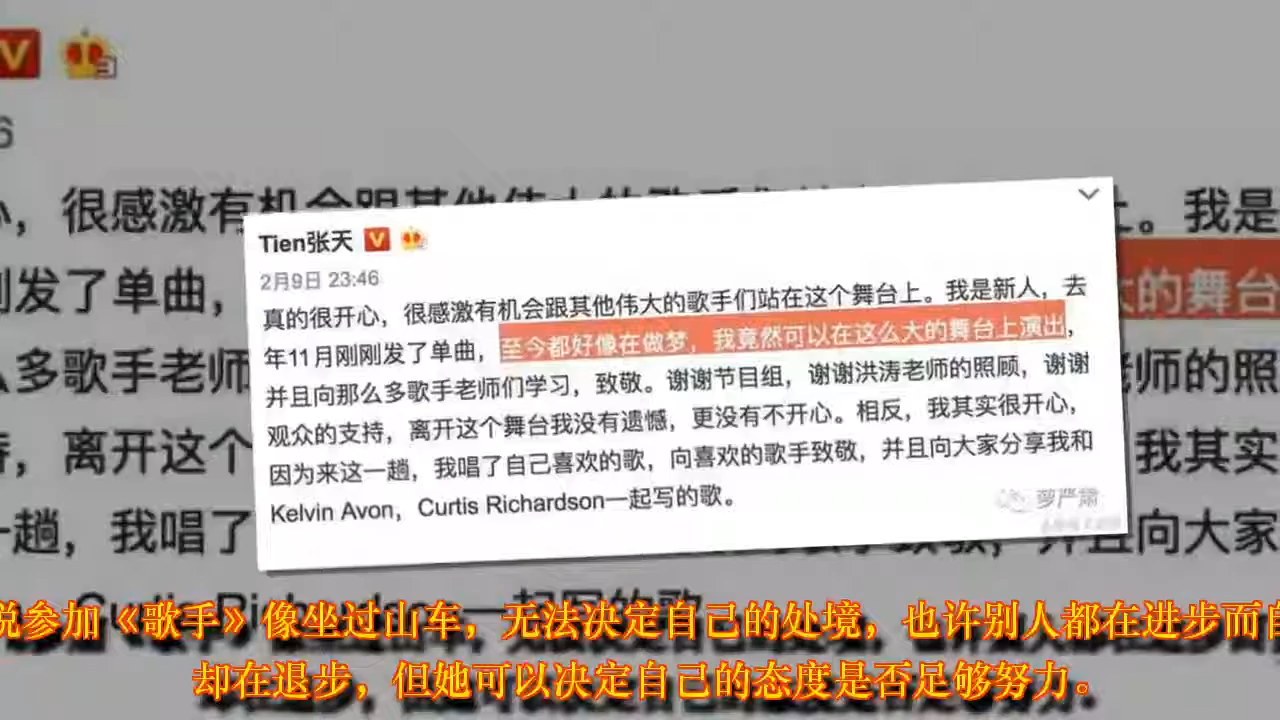 Tien张天
2月9日 23:46
真的很开心，很感激有机会跟其他伟大的歌手们站在这个舞台上。我是新人，去
年11月刚刚发了单曲，至今都好像在做梦，我竟然可以在这么大的舞台上演出，
并且向那么多歌手老师们学习，致敬。谢谢节目组，谢谢洪涛老师的照顾，谢谢
观众的支持，离开这个舞台我没有遗憾，更没有不开心。相反，我其实很开心，
因为来这一趟，我唱了自己喜欢的歌，向喜欢的歌手致敬，并且向大家分享我和
Kelvin Avon，Curtis Richardson一起写的歌。
萝严肃
说参加《歌手》像坐过山车，无法决定自己的处境，也许别人都在进步而自
却在退步，但她可以决定自己的态度是否足够努力。